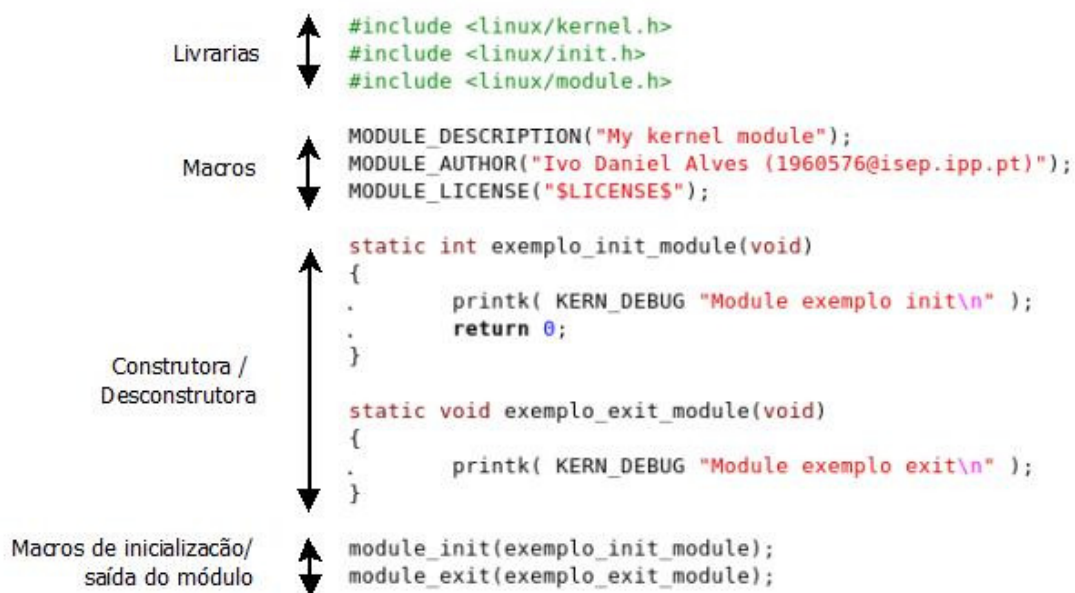 Livrarias
#include <linux/kernel.h>
#include <linux/init.h>
#include <linux/module.h>
Macros
MODULE_DESCRIPTION("My kernel module");
MODULE_AUTHOR("Ivo Daniel Alves (1960576@isep.ipp.pt)");
MODULE_LICENSE("$LICENSE$");
Construtora /
Desconstrutora
static int exemplo_init_module(void)
{
.        printk( KERN_DEBUG "Module exemplo init\n" );
.        return 0;
}
static void exemplo_exit_module(void)
{
.        printk( KERN_DEBUG "Module exemplo exit\n" );
}
Macros de inicialização/
saída do módulo
module_init(exemplo_init_module);
module_exit(exemplo_exit_module);